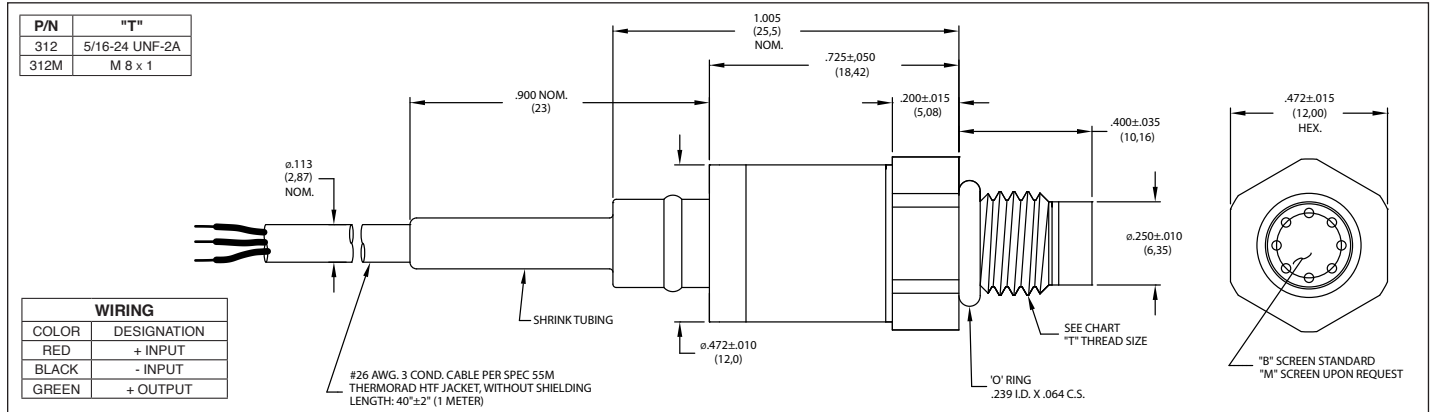 P/N "T"
312 5/16-24 UNF-2A
312M M 8 x 1
1.005
(25,5)
NOM.
.725±,050
(18,42)
.900 NOM.
(23)
.200±.015
(5,08)
.400±.035
(10,16)
.472±.015
(12,00)
HEX.
ø.113
(2,87)
NOM.
ø.250±.010
(6,35)
WIRING
COLOR DESIGNATION
RED + INPUT
BLACK - INPUT
GREEN + OUTPUT
SHRINK TUBING
ø.472±.010
(12,0)
SEE CHART
"T" THREAD SIZE
#26 AWG. 3 COND. CABLE PER SPEC 55M
THERMORAD HTF JACKET, WITHOUT SHIELDING
LENGTH: 40"±2" (1 METER)
'O' RING
.239 I.D. X .064 C.S.
"B" SCREEN STANDARD
"M" SCREEN UPON REQUEST